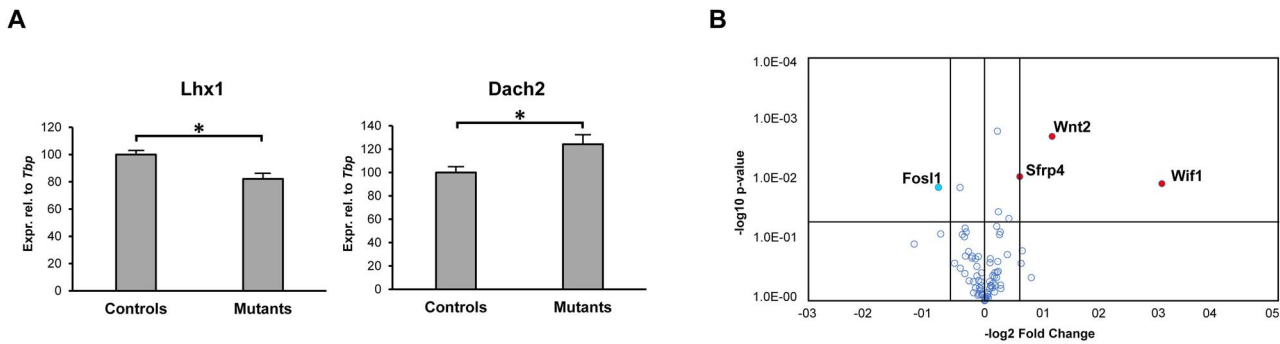 A
Lhx1
*
Expr. rel. to Tbp
120
100
80
60
40
20
0
Controls Mutants
Dach2
*
Expr. rel. to Tbp
140
120
100
80
60
40
20
0
Controls Mutants
B
-log10 p-value
1.0E-04
1.0E-03
1.0E-02
1.0E-01
1.0E-00
Wnt2
Sfrp4
Wif1
Fosl1
-03 -02 -01 0 01 02 03 04 05
-log2 Fold Change